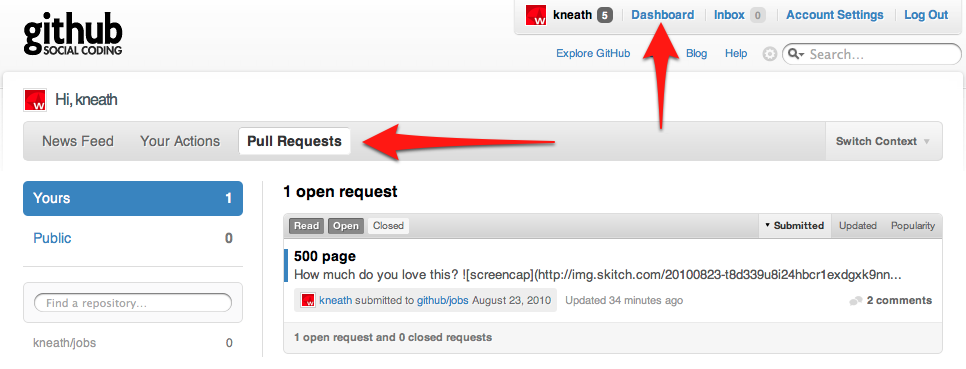 github
SOCIAL CODING
kneath 5 Dashboard Inbox 0 Account Settings Log Out
Explore GitHub Blog Help Search...
Hi, kneath
News Feed Your Actions Pull Requests Switch Context
Yours 1
Public 0
Find a repository...
kneath/jobs 0
1 open request
Read Open Closed Submitted Updated Popularity
500 page
How much do you love this? ![screencap](http://img.skitch.com/20100823-t8d339u8i24hbcr1exdgxk9nn...
kneath submitted to github/jobs August 23, 2010 Updated 34 minutes ago 2 comments
1 open request and 0 closed requests